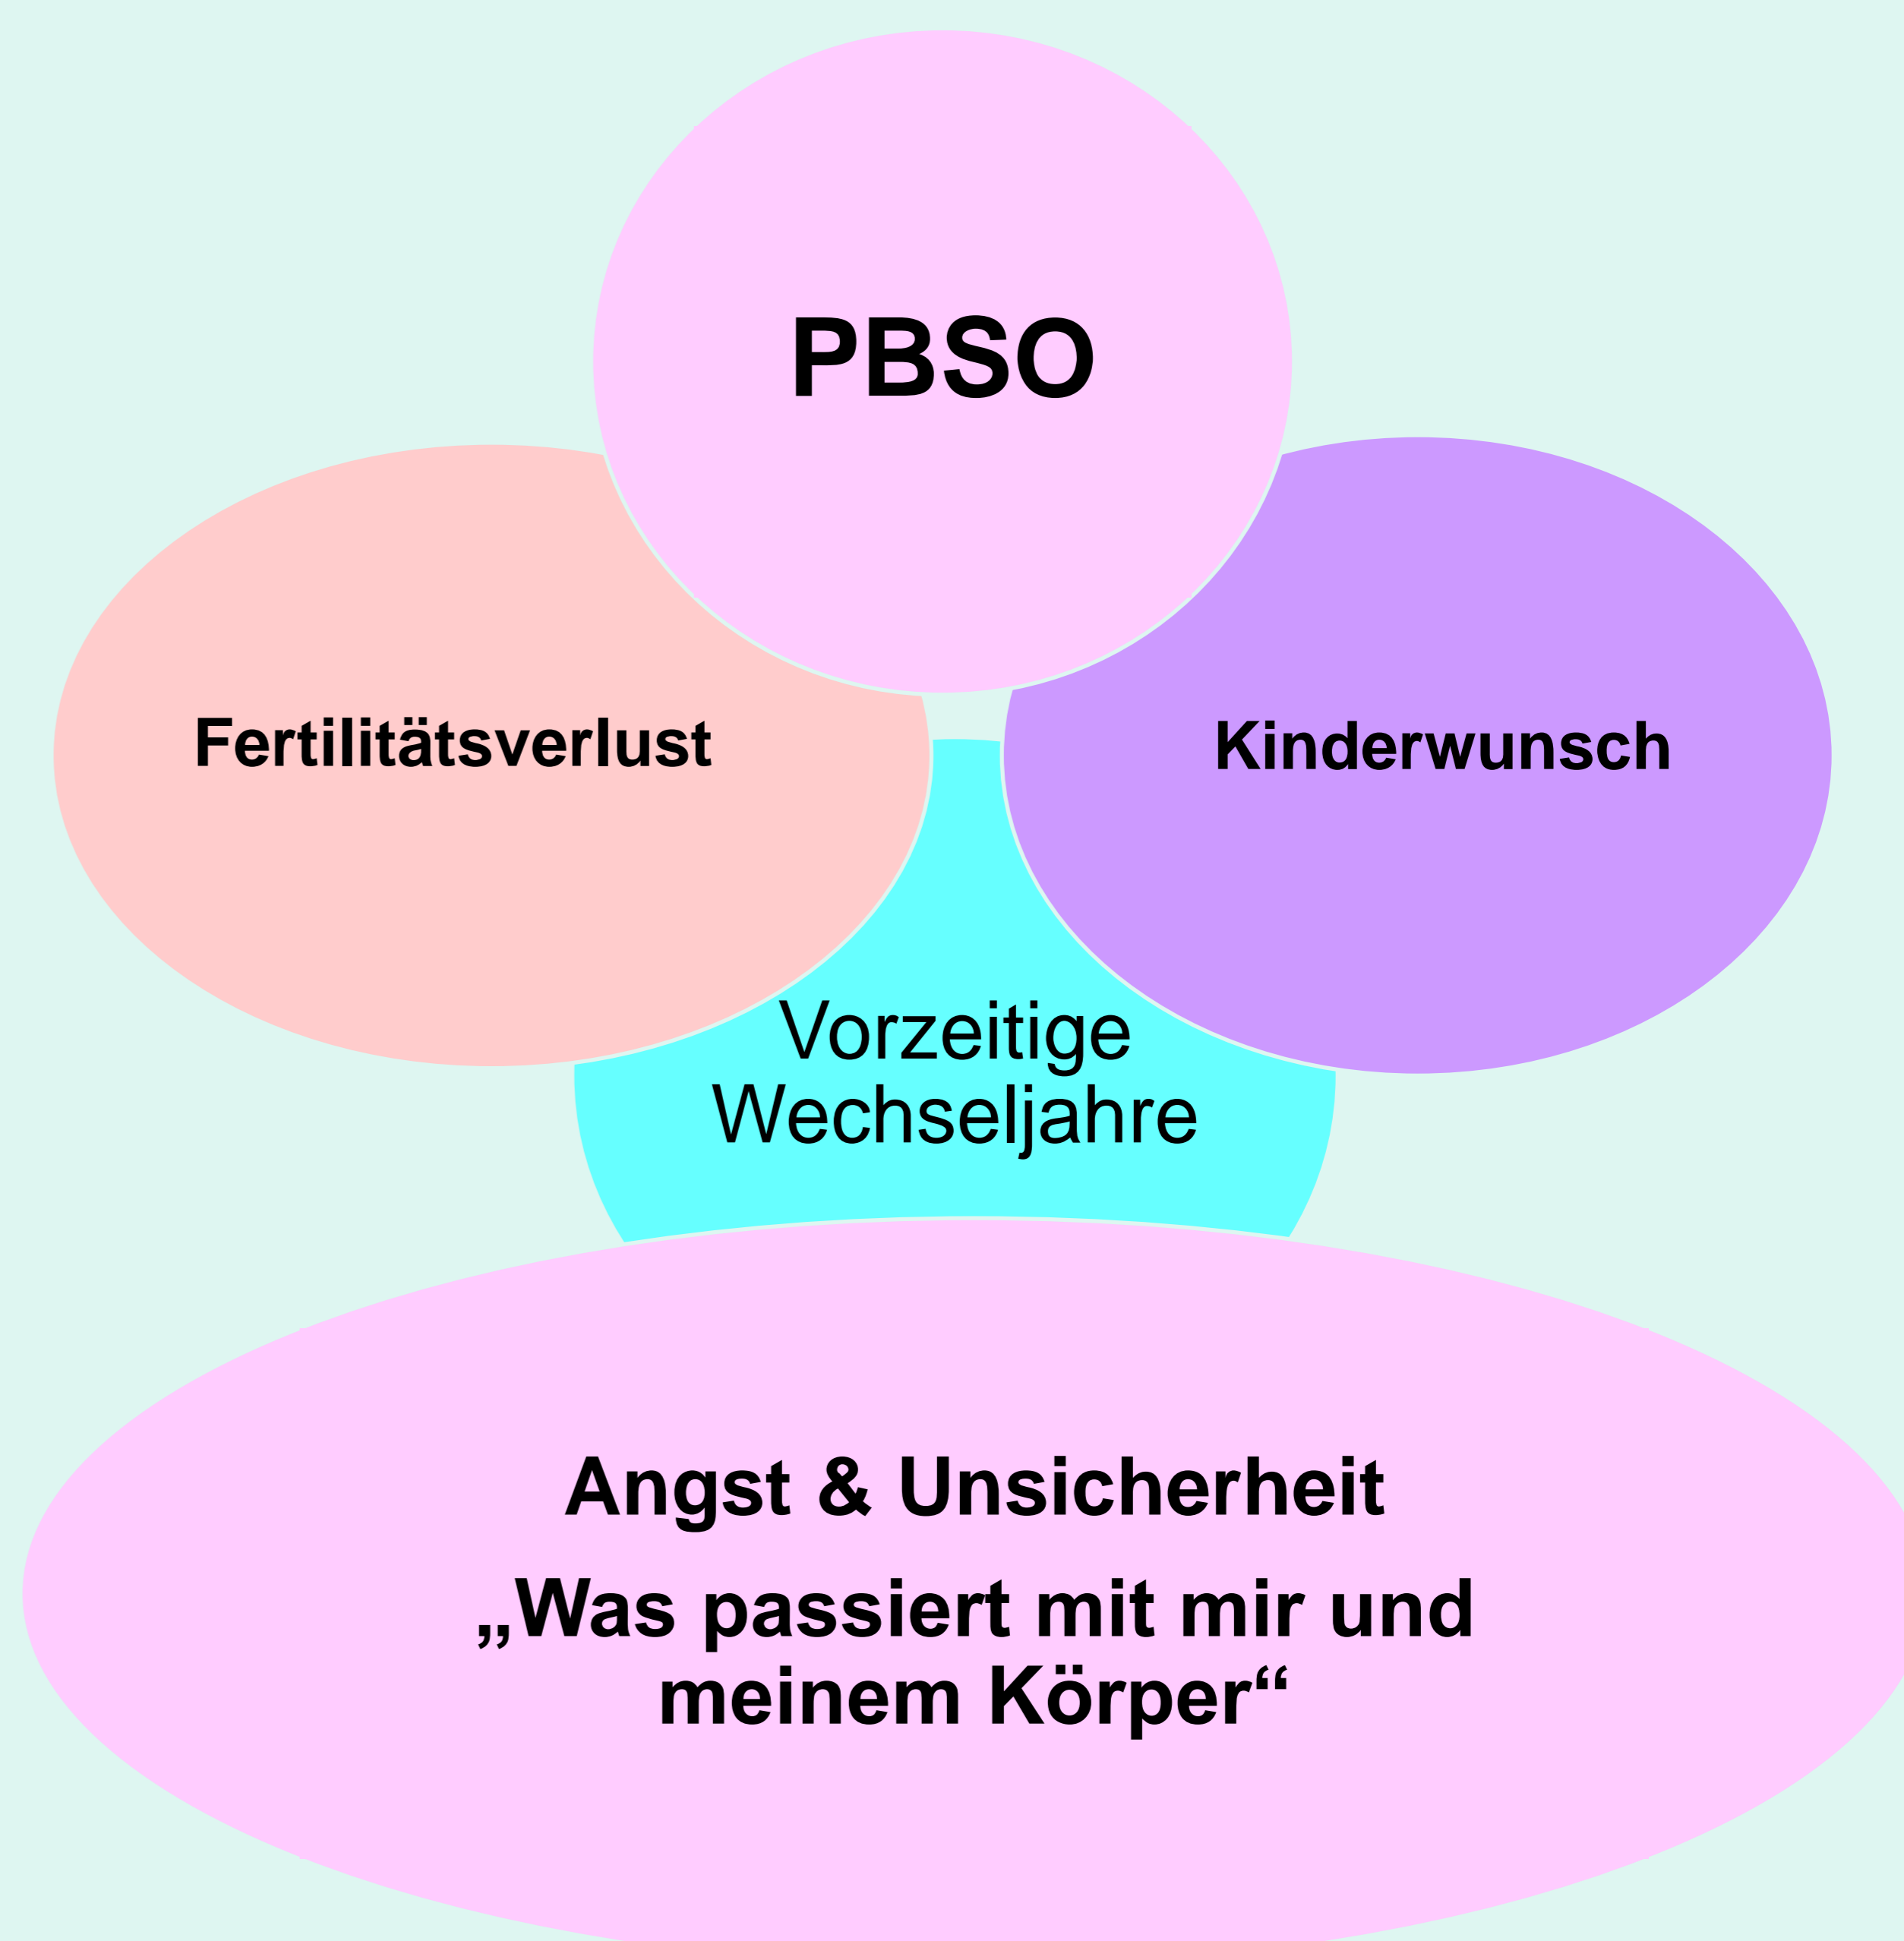 PBSO
Fertilitätsverlust
Kinderwunsch
Vorzeitige
Wechseljahre
Angst & Unsicherheit
„Was passiert mit mir und
meinem Körper“